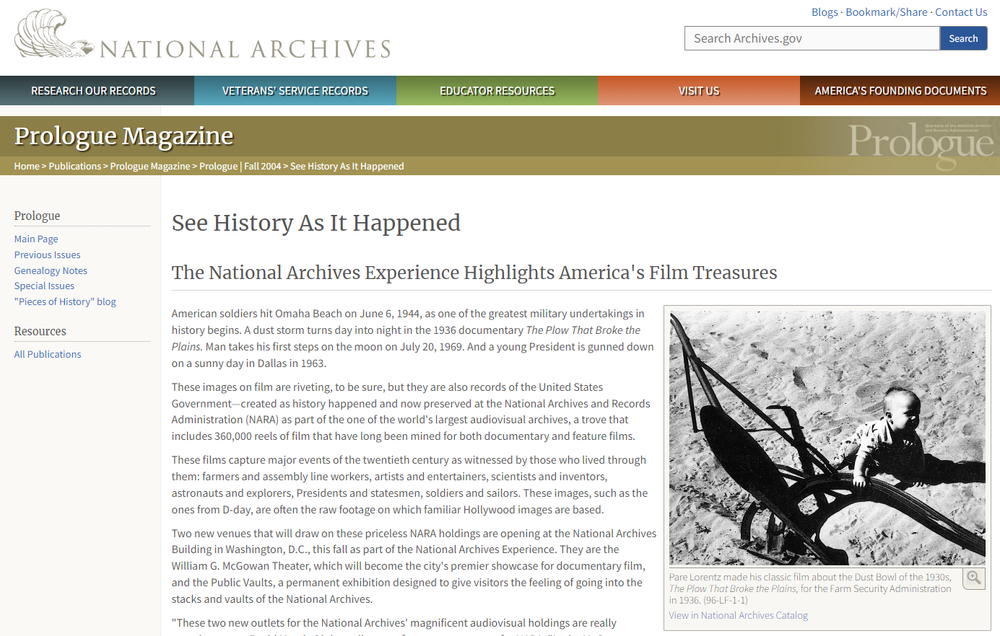 Blogs · Bookmark/Share · Contact Us
NATIONAL ARCHIVES
Search Archives.gov
Search
RESEARCH OUR RECORDS
VETERANS' SERVICE RECORDS
EDUCATOR RESOURCES
VISIT US
AMERICA'S FOUNDING DOCUMENTS
Prologue Magazine
Quarterly of the National Archives
and Records Administration
Prologue
Home > Publications > Prologue Magazine > Prologue | Fall 2004 > See History As It Happened
Prologue
Main Page
Previous Issues
Genealogy Notes
Special Issues
"Pieces of History" blog
Resources
All Publications
See History As It Happened
The National Archives Experience Highlights America's Film Treasures
American soldiers hit Omaha Beach on June 6, 1944, as one of the greatest military undertakings in
history begins. A dust storm turns day into night in the 1936 documentary The Plow That Broke the
Plains. Man takes his first steps on the moon on July 20, 1969. And a young President is gunned down
on a sunny day in Dallas in 1963.
These images on film are riveting, to be sure, but they are also records of the United States
Government—created as history happened and now preserved at the National Archives and Records
Administration (NARA) as part of the one of the world's largest audiovisual archives, a trove that
includes 360,000 reels of film that have long been mined for both documentary and feature films.
These films capture major events of the twentieth century as witnessed by those who lived through
them: farmers and assembly line workers, artists and entertainers, scientists and inventors,
astronauts and explorers, Presidents and statesmen, soldiers and sailors. These images, such as the
ones from D-day, are often the raw footage on which familiar Hollywood images are based.
Two new venues that will draw on these priceless NARA holdings are opening at the National Archives
Building in Washington, D.C., this fall as part of the National Archives Experience. They are the
William G. McGowan Theater, which will become the city's premier showcase for documentary film,
and the Public Vaults, a permanent exhibition designed to give visitors the feeling of going into the
stacks and vaults of the National Archives.
"These two new outlets for the National Archives' magnificent audiovisual holdings are really
Pare Lorentz made his classic film about the Dust Bowl of the 1930s,
The Plow That Broke the Plains, for the Farm Security Administration
in 1936. (96-LF-1-1)
View in National Archives Catalog